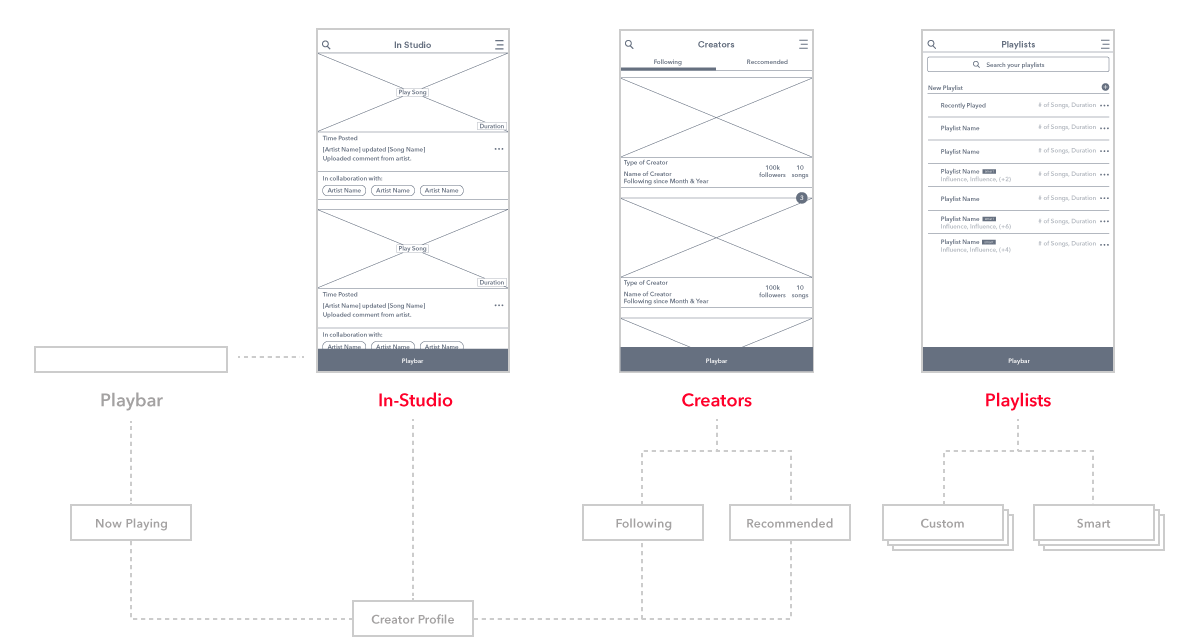 In Studio
Play Song
Duration
Time Posted
[Artist Name] updated [Song Name]
Uploaded comment from artist.
In collaboration with:
Artist Name Artist Name Artist Name
Play Song
Duration
Time Posted
[Artist Name] updated [Song Name]
Uploaded comment from artist.
In collaboration with:
Artist Name Artist Name Artist Name
Playbar
Creators
Following Reccomended
Type of Creator
Name of Creator
Following since Month & Year
100k 10
followers songs
3
Type of Creator
Name of Creator
Following since Month & Year
100k 10
followers songs
Playbar
Playlists
Search your playlists
New Playlist
Recently Played # of Songs, Duration
Playlist Name # of Songs, Duration
Playlist Name # of Songs, Duration
Playlist Name # of Songs, Duration
Influence, Influence, (+2)
Playlist Name # of Songs, Duration
Playlist Name # of Songs, Duration
Influence, Influence, (+6)
Playlist Name # of Songs, Duration
Influence, Influence, (+4)
Playbar
Playbar
In-Studio
Creators
Playlists
Now Playing
Following
Recommended
Custom
Smart
Creator Profile